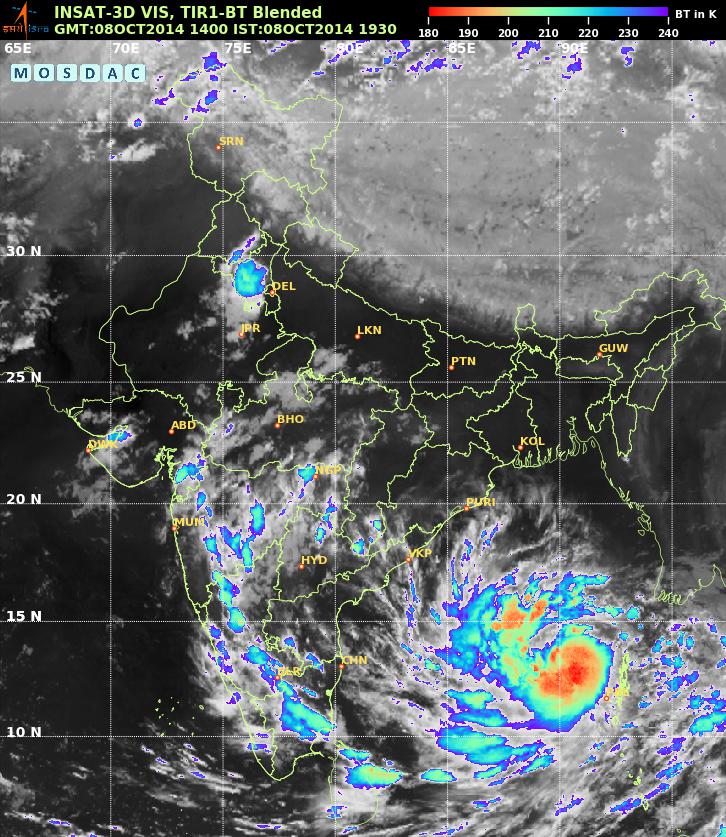 INSAT-3D VIS, TIR1-BT Blended
GMT:08OCT2014 1400 IST:08OCT2014 1930
BT in K
180 190 200 210 220 230 240
65E 70E 75E 80E 85E 90E
MOSDAC
SRN
30 N
DEL
JPR
LKN
GUW
PTN
25 N
ABD
BHO
KOL
DWK
NGP
20 N
PURI
MUM
VKP
HYD
15 N
CHN
10 N